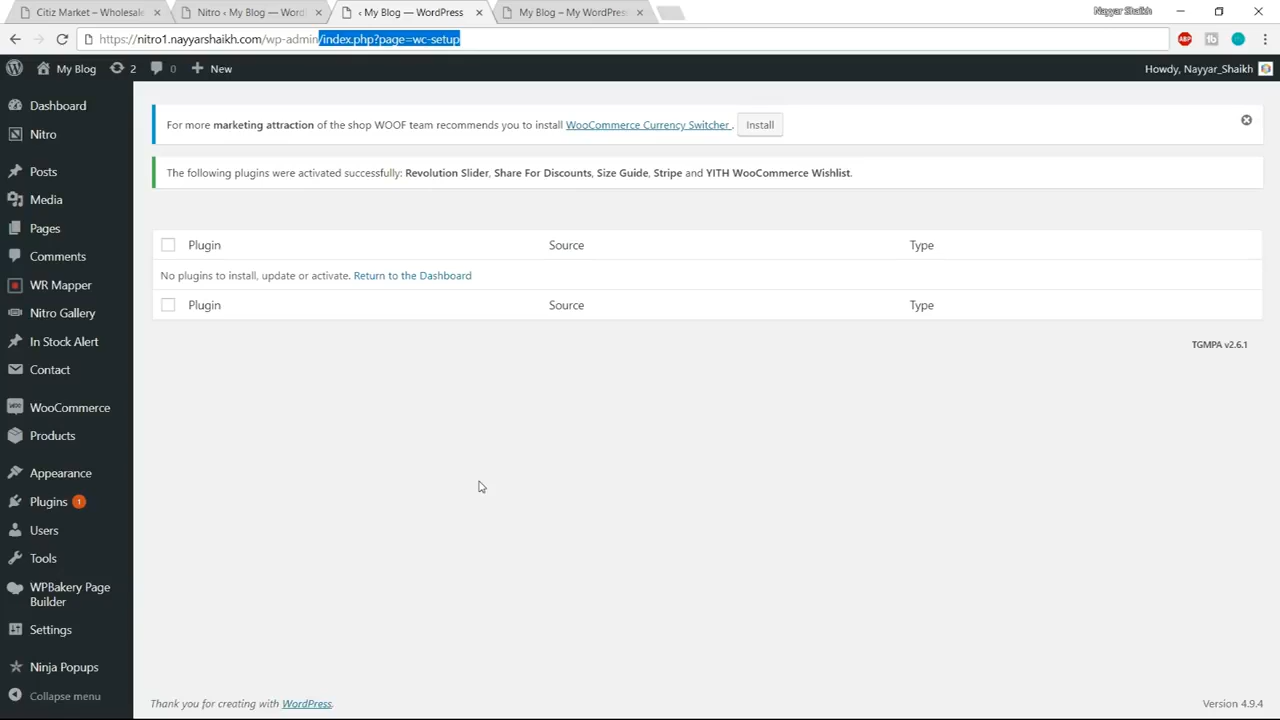 Citiz Market – Wholesale
Nitro ‹ My Blog — Word
‹ My Blog — WordPress
My Blog – My WordPress
Nayyar Shaikh
https://nitro1.nayyarshaikh.com/wp-admin/index.php?page=wc-setup
ABP
tb
My Blog
2
0
New
Howdy, Nayyar_Shaikh
Dashboard
Nitro
Posts
Media
Pages
Comments
WR Mapper
Nitro Gallery
In Stock Alert
Contact
WooCommerce
Products
Appearance
Plugins 1
Users
Tools
WPBakery Page
Builder
Settings
Ninja Popups
Collapse menu
For more marketing attraction of the shop WOOF team recommends you to install WooCommerce Currency Switcher . Install
The following plugins were activated successfully: Revolution Slider, Share For Discounts, Size Guide, Stripe and YITH WooCommerce Wishlist.
Plugin Source Type
No plugins to install, update or activate. Return to the Dashboard
Plugin Source Type
TGMPA v2.6.1
Thank you for creating with WordPress.
Version 4.9.4